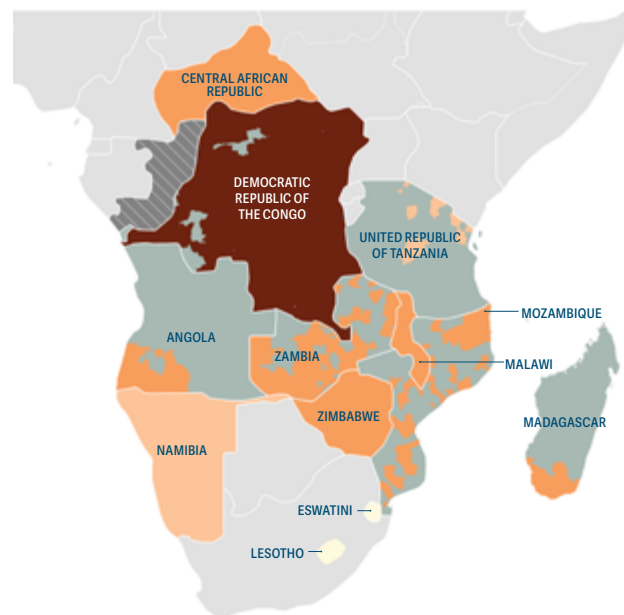 CENTRAL AFRICAN
REPUBLIC
DEMOCRATIC
REPUBLIC OF
THE CONGO
UNITED REPUBLIC
OF TANZANIA
MOZAMBIQUE
ANGOLA
ZAMBIA
MALAWI
ZIMBABWE
MADAGASCAR
NAMIBIA
ESWATINI
LESOTHO